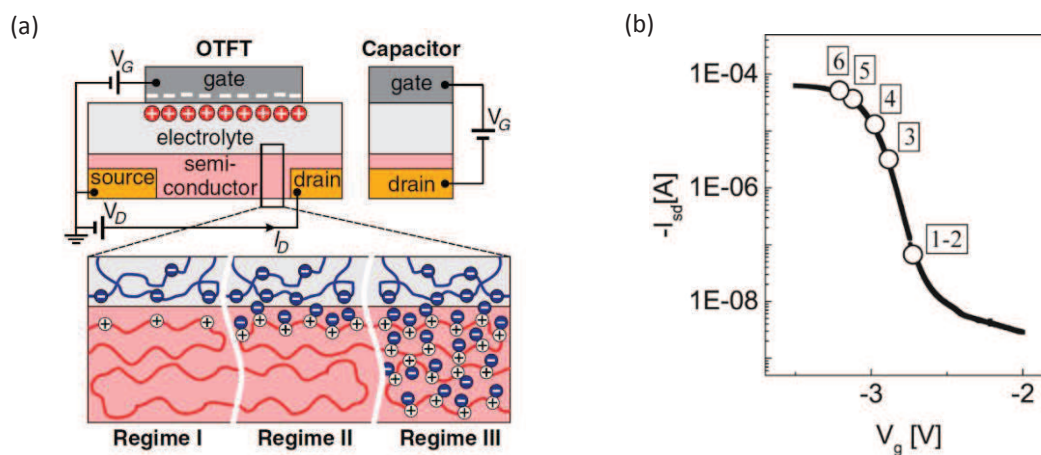 (a)
OTFT
Capacitor
V_G
gate
gate
electrolyte
V_G
semi-
conductor
source
drain
drain
V_D
I_D
Regime I
Regime II
Regime III
(b)
1E-04
1E-06
1E-08
-I_sd[A]
6
5
4
3
1-2
-3
-2
V_g [V]